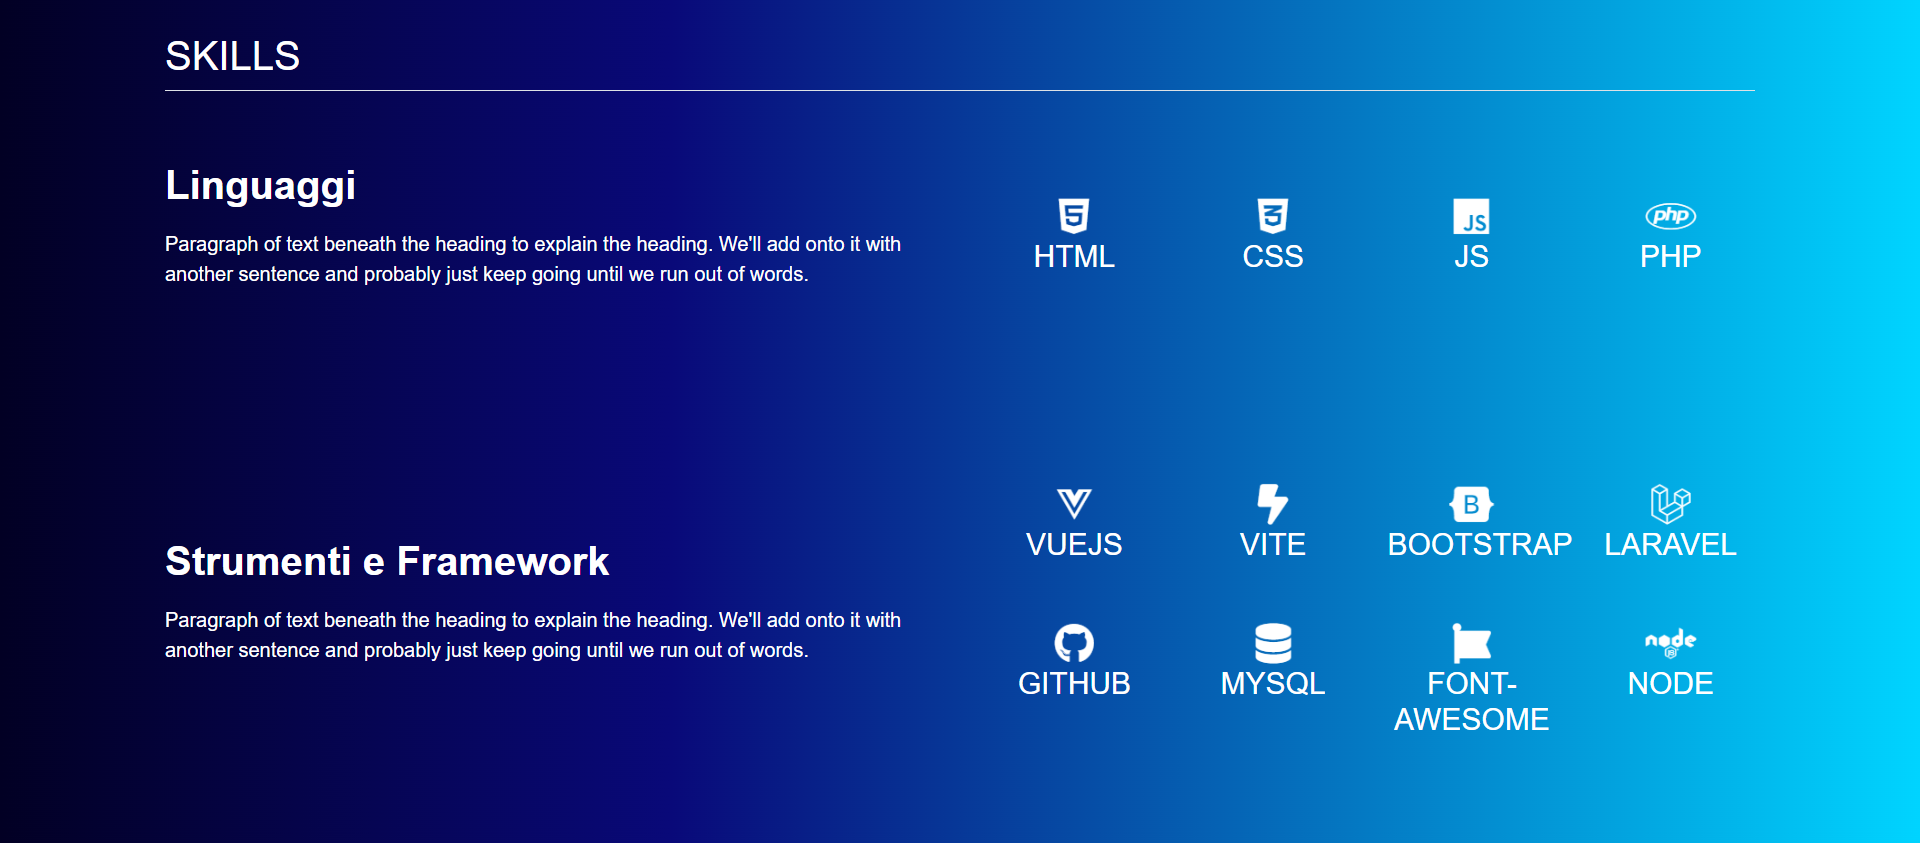 SKILLS
Linguaggi
Paragraph of text beneath the heading to explain the heading. We'll add onto it with
another sentence and probably just keep going until we run out of words.
5 3 JS php
HTML CSS JS PHP
Strumenti e Framework
Paragraph of text beneath the heading to explain the heading. We'll add onto it with
another sentence and probably just keep going until we run out of words.
B
VUEJS VITE BOOTSTRAP LARAVEL
node
JS
GITHUB MYSQL FONT- NODE
AWESOME